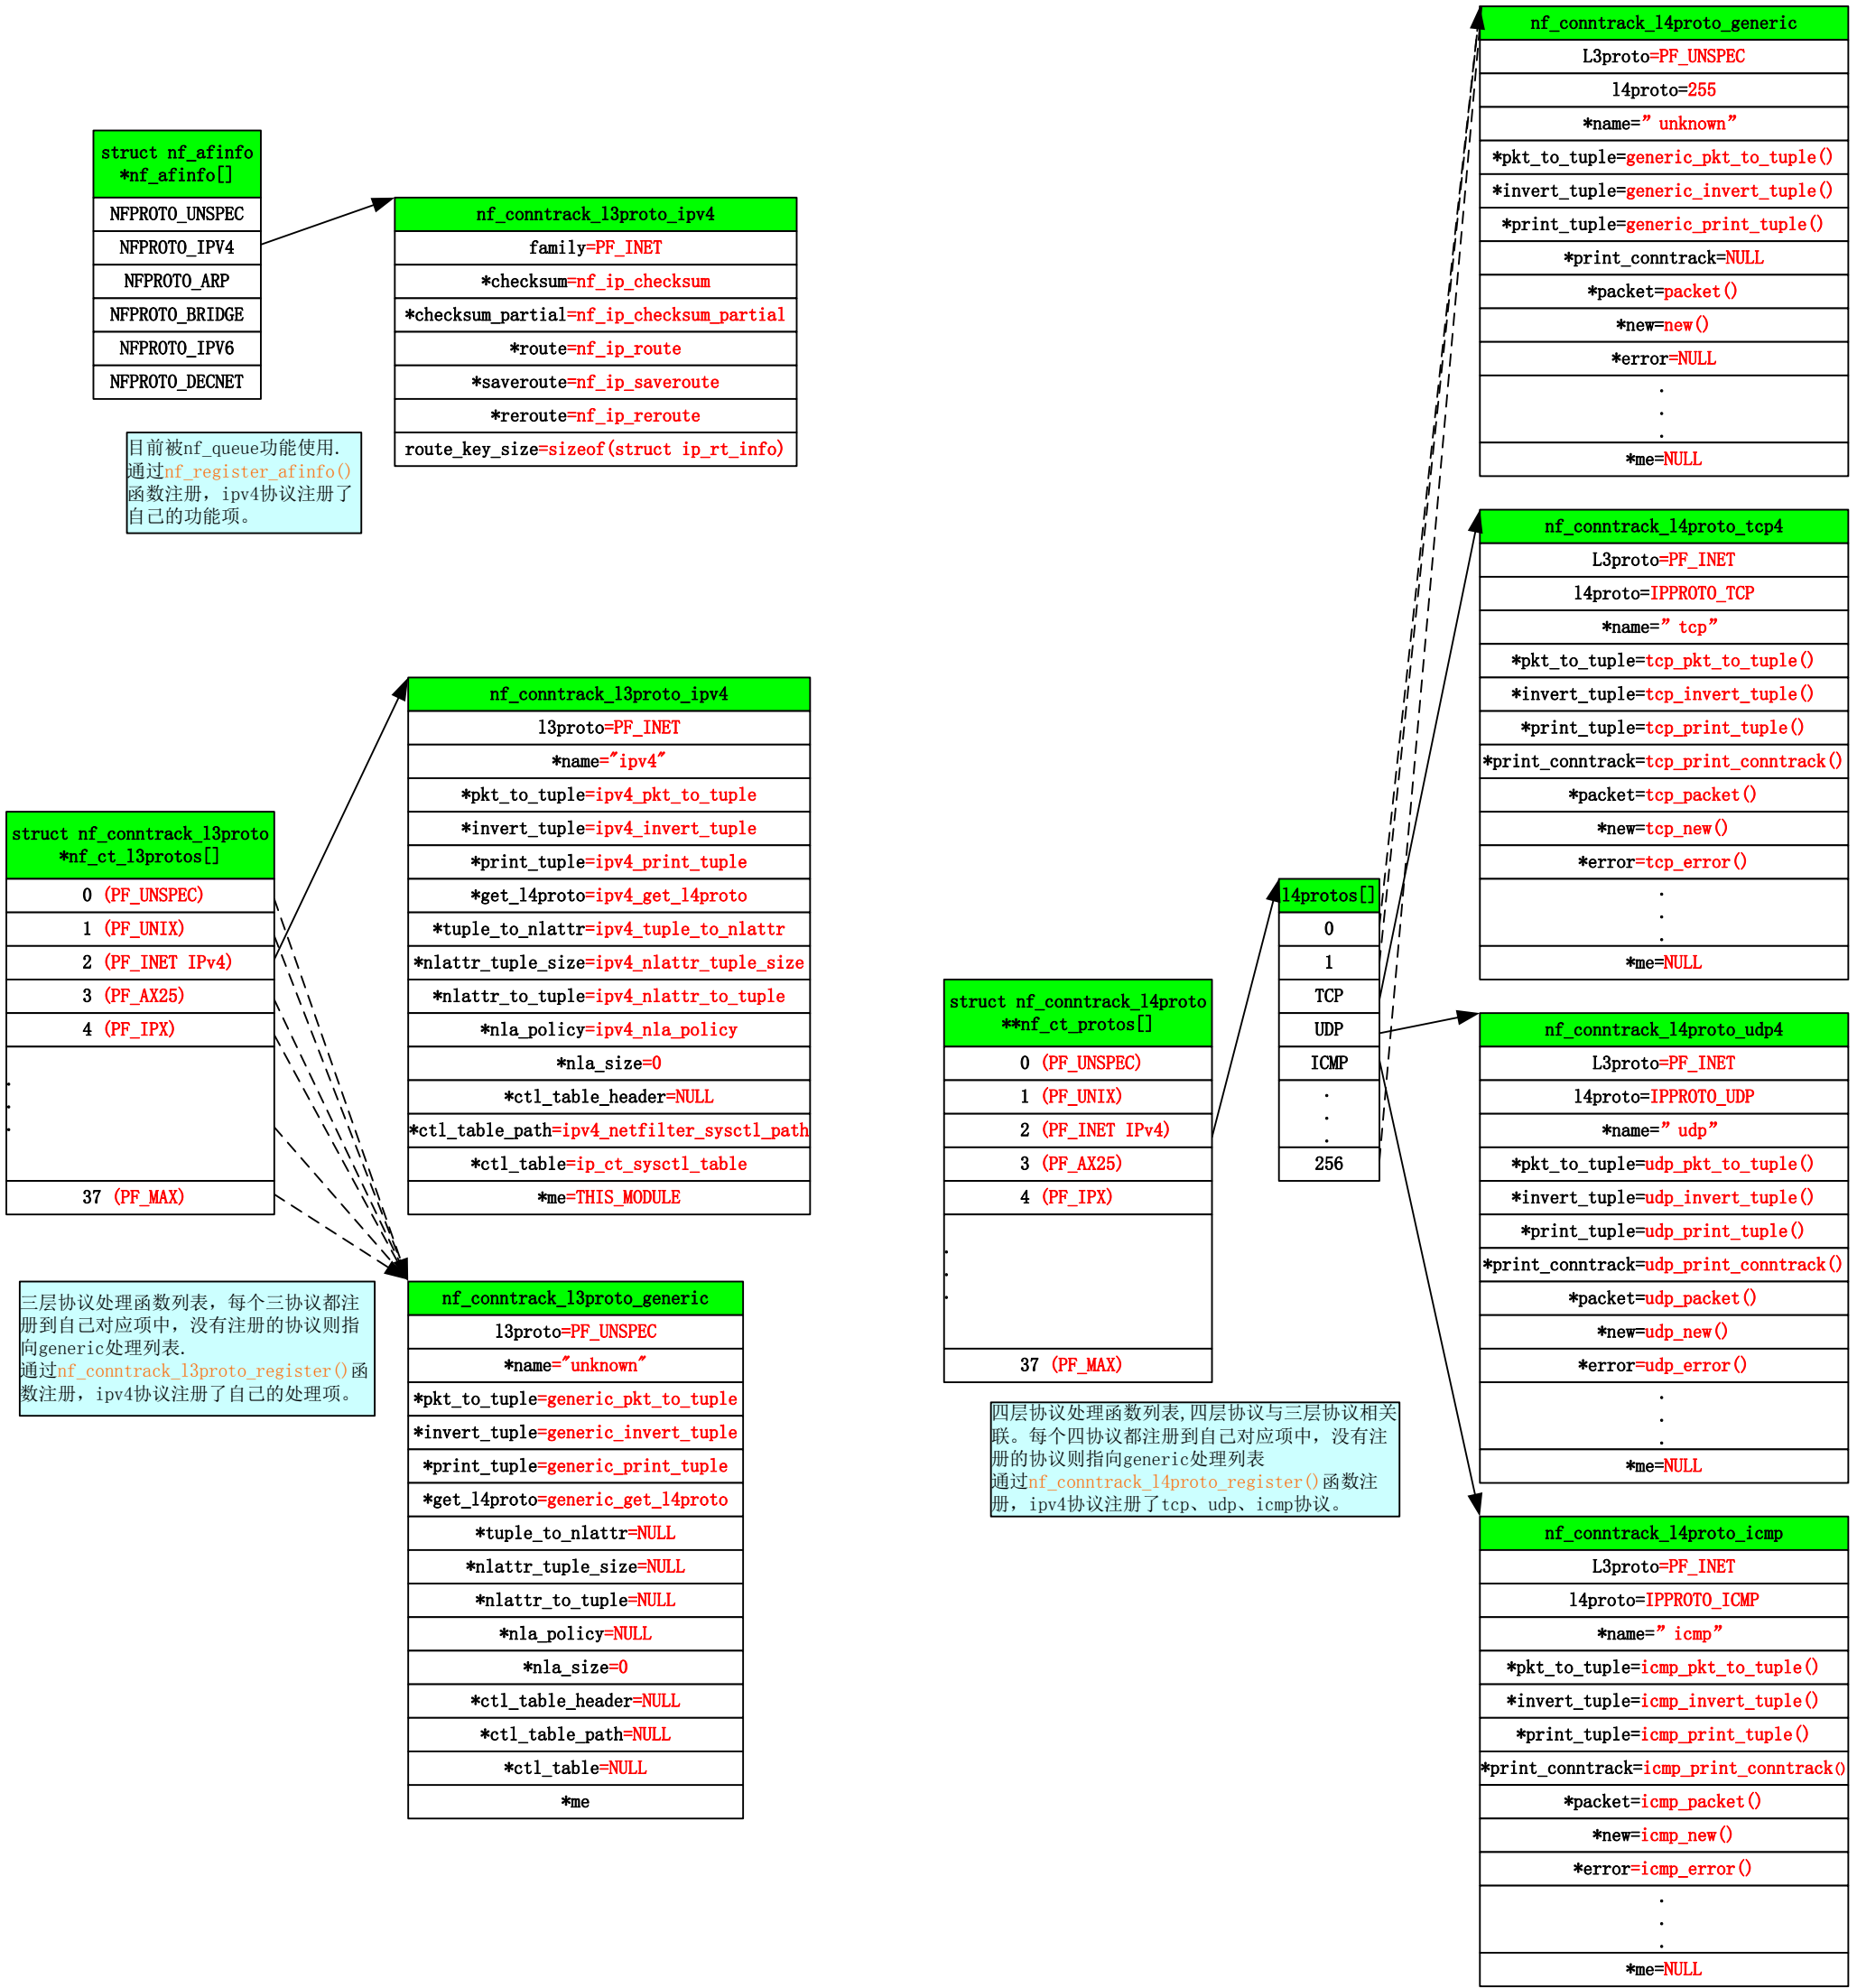 struct nf_afinfo
*nf_afinfo[]
NFPROTO_UNSPEC
NFPROTO_IPV4
NFPROTO_ARP
NFPROTO_BRIDGE
NFPROTO_IPV6
NFPROTO_DECNET
目前被nf_queue功能使用.
通过nf_register_afinfo()
函数注册，ipv4协议注册了
自己的功能项。
nf_conntrack_l3proto_ipv4
family=PF_INET
*checksum=nf_ip_checksum
*checksum_partial=nf_ip_checksum_partial
*route=nf_ip_route
*saveroute=nf_ip_saveroute
*reroute=nf_ip_reroute
route_key_size=sizeof(struct ip_rt_info)
struct nf_conntrack_l3proto
*nf_ct_l3protos[]
0 (PF_UNSPEC)
1 (PF_UNIX)
2 (PF_INET IPv4)
3 (PF_AX25)
4 (PF_IPX)
.
.
.
37 (PF_MAX)
三层协议处理函数列表，每个三协议都注
册到自己对应项中，没有注册的协议则指
向generic处理列表.
通过nf_conntrack_l3proto_register()函
数注册，ipv4协议注册了自己的处理项。
nf_conntrack_l3proto_ipv4
l3proto=PF_INET
*name="ipv4"
*pkt_to_tuple=ipv4_pkt_to_tuple
*invert_tuple=ipv4_invert_tuple
*print_tuple=ipv4_print_tuple
*get_l4proto=ipv4_get_l4proto
*tuple_to_nlattr=ipv4_tuple_to_nlattr
*nlattr_tuple_size=ipv4_nlattr_tuple_size
*nlattr_to_tuple=ipv4_nlattr_to_tuple
*nla_policy=ipv4_nla_policy
*nla_size=0
*ctl_table_header=NULL
*ctl_table_path=ipv4_netfilter_sysctl_path
*ctl_table=ip_ct_sysctl_table
*me=THIS_MODULE
nf_conntrack_l3proto_generic
l3proto=PF_UNSPEC
*name="unknown"
*pkt_to_tuple=generic_pkt_to_tuple
*invert_tuple=generic_invert_tuple
*print_tuple=generic_print_tuple
*get_l4proto=generic_get_l4proto
*tuple_to_nlattr=NULL
*nlattr_tuple_size=NULL
*nlattr_to_tuple=NULL
*nla_policy=NULL
*nla_size=0
*ctl_table_header=NULL
*ctl_table_path=NULL
*ctl_table=NULL
*me
struct nf_conntrack_l4proto
**nf_ct_protos[]
0 (PF_UNSPEC)
1 (PF_UNIX)
2 (PF_INET IPv4)
3 (PF_AX25)
4 (PF_IPX)
.
.
.
37 (PF_MAX)
四层协议处理函数列表,四层协议与三层协议相关
联。每个四协议都注册到自己对应项中，没有注
册的协议则指向generic处理列表
通过nf_conntrack_l4proto_register()函数注
册，ipv4协议注册了tcp、udp、icmp协议。
l4protos[]
0
1
TCP
UDP
ICMP
.
.
.
256
nf_conntrack_l4proto_generic
L3proto=PF_UNSPEC
l4proto=255
*name=”unknown”
*pkt_to_tuple=generic_pkt_to_tuple()
*invert_tuple=generic_invert_tuple()
*print_tuple=generic_print_tuple()
*print_conntrack=NULL
*packet=packet()
*new=new()
*error=NULL
.
.
.
*me=NULL
nf_conntrack_l4proto_tcp4
L3proto=PF_INET
l4proto=IPPROTO_TCP
*name=”tcp”
*pkt_to_tuple=tcp_pkt_to_tuple()
*invert_tuple=tcp_invert_tuple()
*print_tuple=tcp_print_tuple()
*print_conntrack=tcp_print_conntrack()
*packet=tcp_packet()
*new=tcp_new()
*error=tcp_error()
.
.
.
*me=NULL
nf_conntrack_l4proto_udp4
L3proto=PF_INET
l4proto=IPPROTO_UDP
*name=”udp”
*pkt_to_tuple=udp_pkt_to_tuple()
*invert_tuple=udp_invert_tuple()
*print_tuple=udp_print_tuple()
*print_conntrack=udp_print_conntrack()
*packet=udp_packet()
*new=udp_new()
*error=udp_error()
.
.
.
*me=NULL
nf_conntrack_l4proto_icmp
L3proto=PF_INET
l4proto=IPPROTO_ICMP
*name=”icmp”
*pkt_to_tuple=icmp_pkt_to_tuple()
*invert_tuple=icmp_invert_tuple()
*print_tuple=icmp_print_tuple()
*print_conntrack=icmp_print_conntrack()
*packet=icmp_packet()
*new=icmp_new()
*error=icmp_error()
.
.
.
*me=NULL